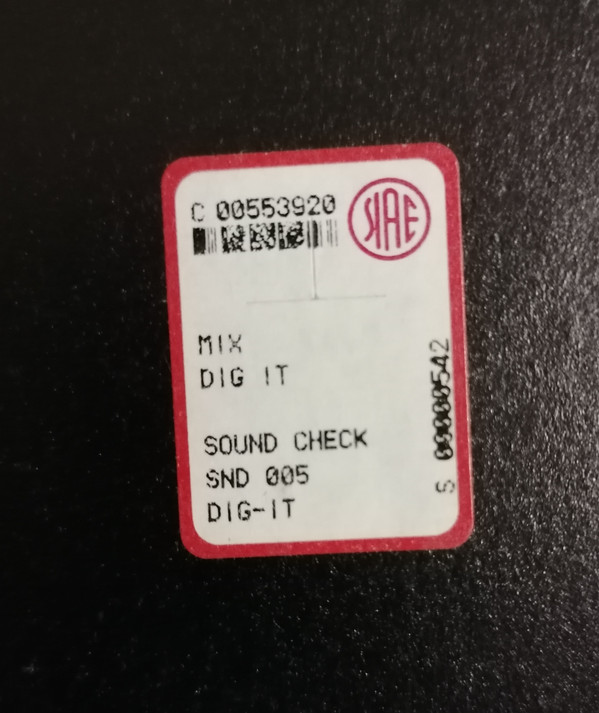 C 00553920
SIAE
MIX
DIG IT
SOUND CHECK
SND 005
DIG-IT
S 00000542